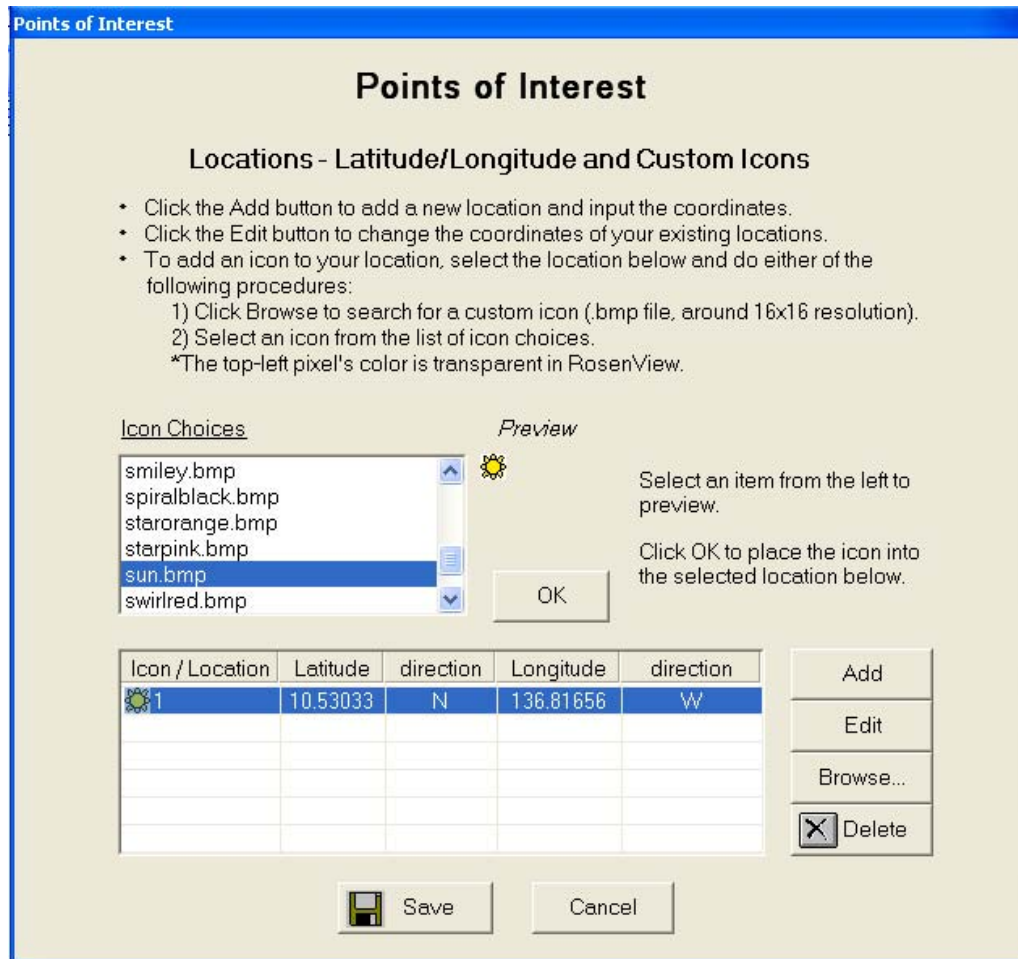 Points of Interest
Points of Interest
Locations - Latitude/Longitude and Custom Icons
• Click the Add button to add a new location and input the coordinates.
• Click the Edit button to change the coordinates of your existing locations.
• To add an icon to your location, select the location below and do either of the
following procedures:
1) Click Browse to search for a custom icon (.bmp file, around 16x16 resolution).
2) Select an icon from the list of icon choices.
*The top-left pixel's color is transparent in RosenView.
Icon Choices
Preview
smiley.bmp
spiralblack.bmp
starorange.bmp
starpink.bmp
sun.bmp
swirlred.bmp
OK
Select an item from the left to
preview.
Click OK to place the icon into
the selected location below.
Icon / Location Latitude direction Longitude direction
1 10.53033 N 136.81656 W
Add
Edit
Browse...
Delete
Save
Cancel